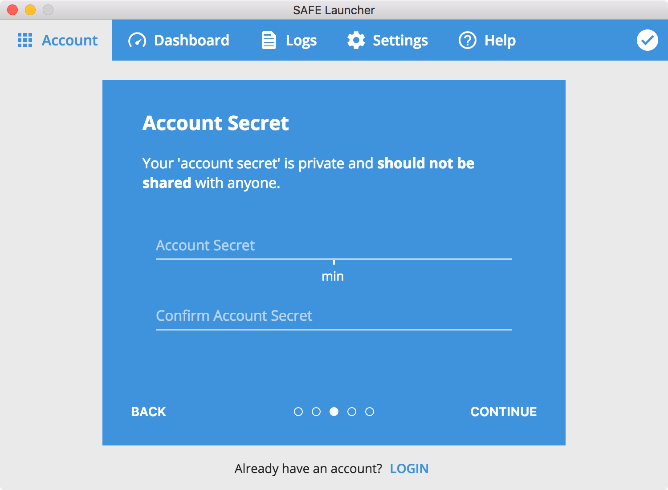 SAFE Launcher
Account Dashboard Logs Settings Help
Account Secret
Your 'account secret' is private and should not be
shared with anyone.
Account Secret
min
Confirm Account Secret
BACK CONTINUE
Already have an account? LOGIN